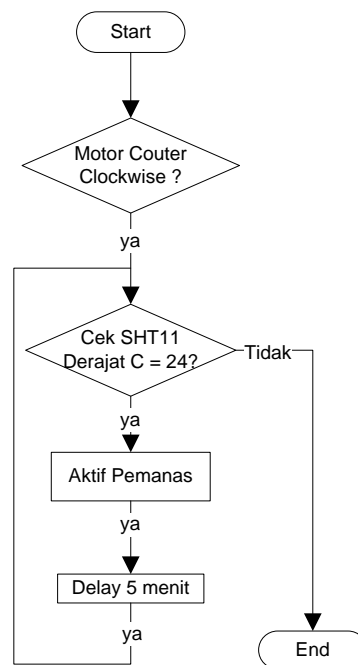 Start
Motor Couter
Clockwise ?
ya
Cek SHT11
Derajat C = 24?
Tidak
ya
Aktif Pemanas
ya
Delay 5 menit
ya
End